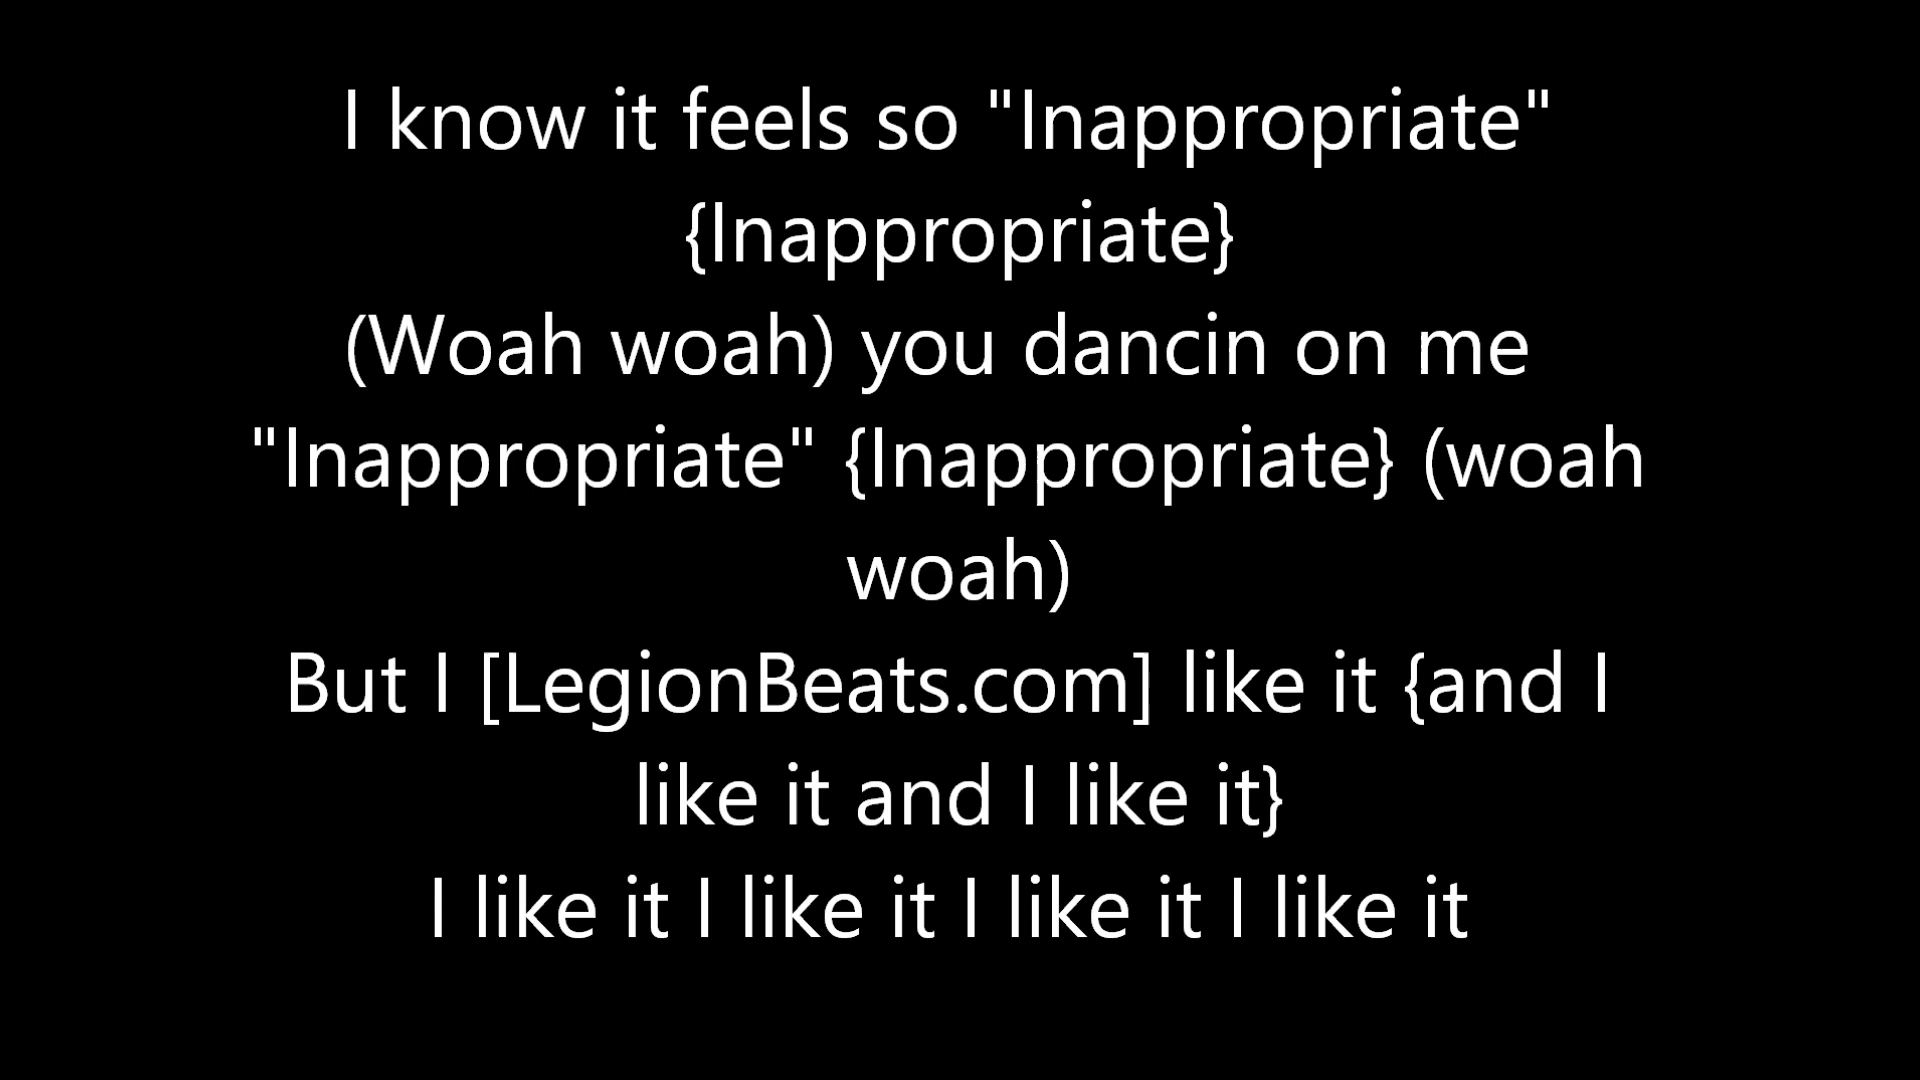 I know it feels so "Inappropriate"
{Inappropriate}
(Woah woah) you dancin on me
"Inappropriate" {Inappropriate} (woah
woah)
But I [LegionBeats.com] like it {and I
like it and I like it}
I like it I like it I like it I like it